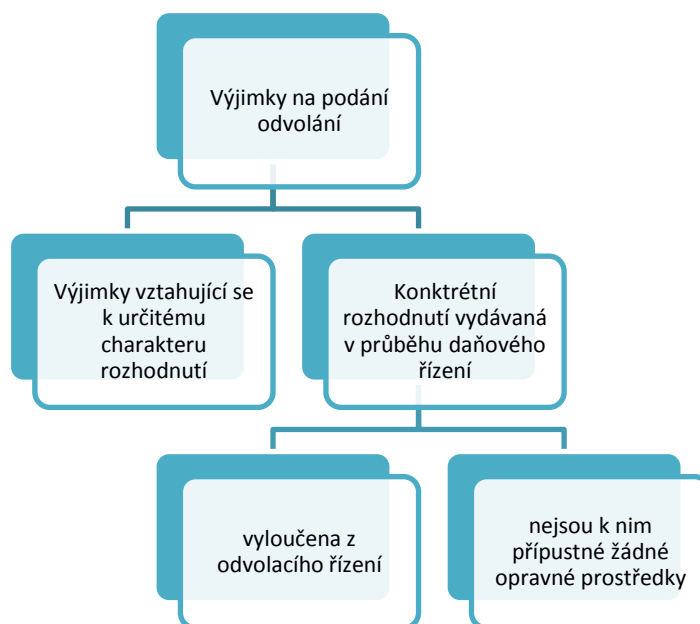 Výjimky na podání
odvolání
Výjimky vztahující se
k určitému
charakteru
rozhodnutí
Konktrétní
rozhodnutí vydávaná
v průběhu daňového
řízení
vyloučena z
odvolacího řízení
nejsou k nim
přípustné žádné
opravné prostředky